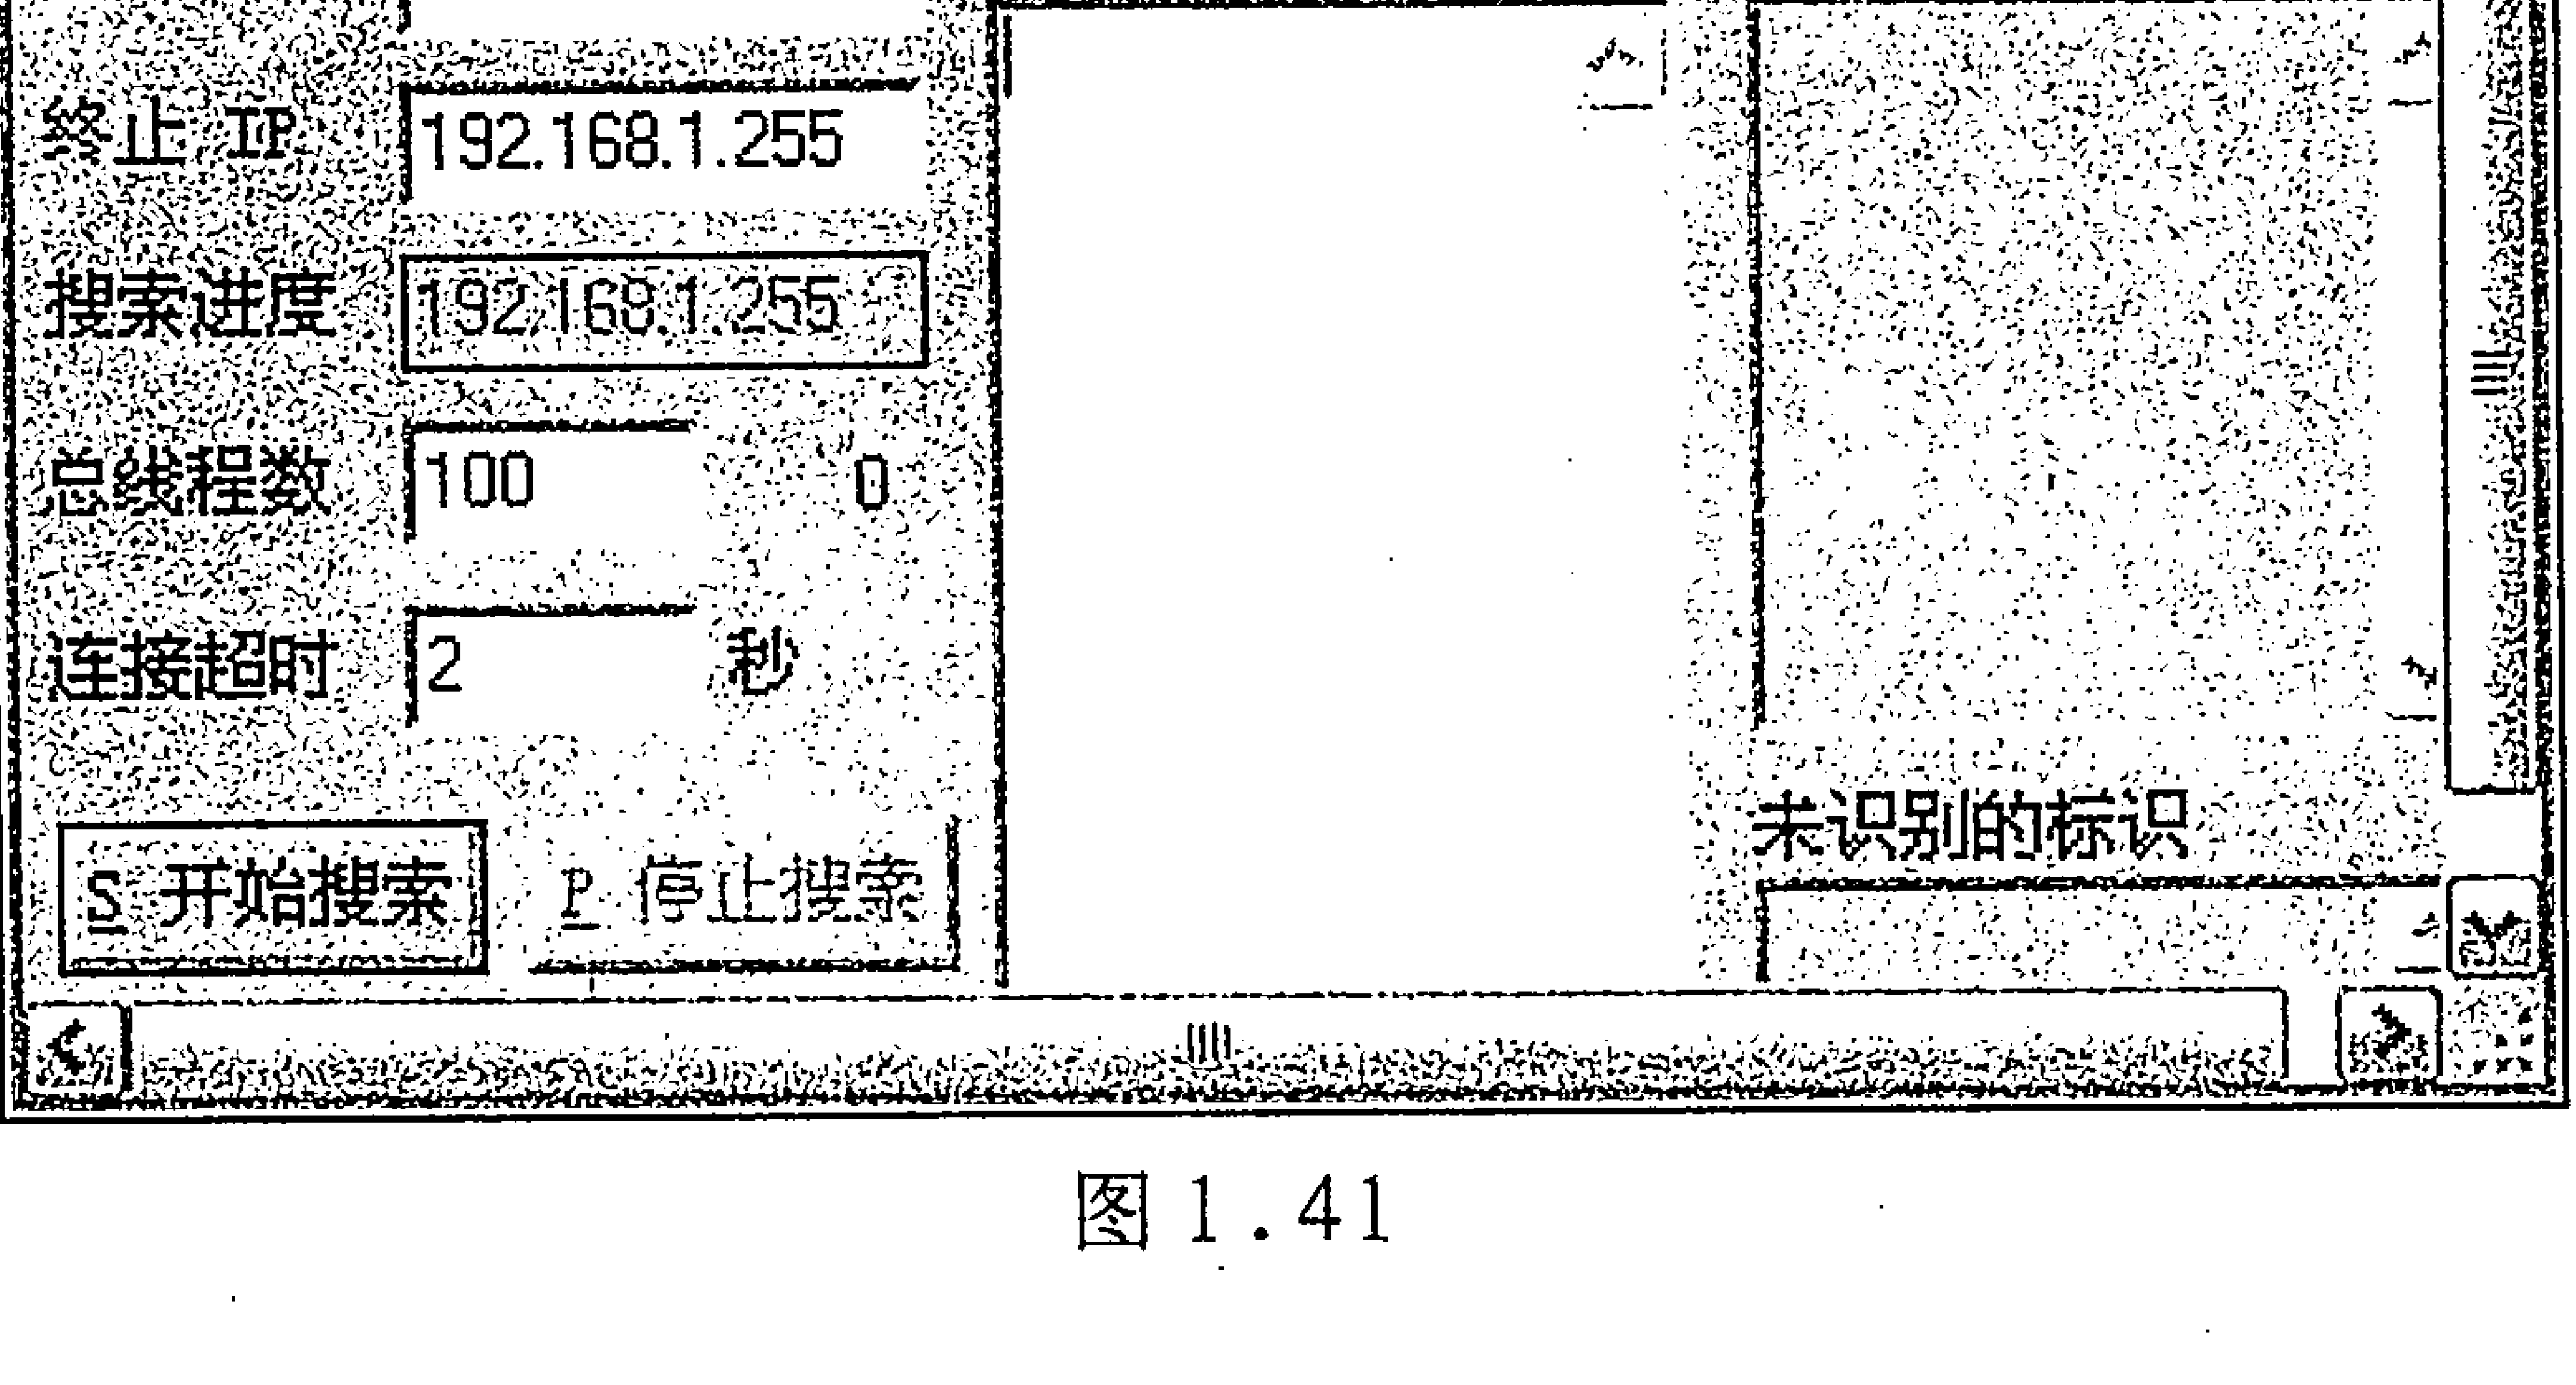 终止 IP 192.168.1.255
搜索进度 192.168.1.255
总线程数 100 0
连接超时 2 秒
未识别的标识
S 开始搜索 P 停止搜索
图 1.41